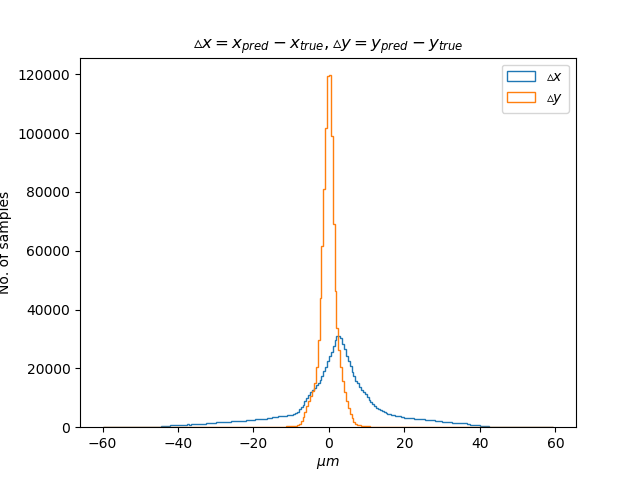 △x = x_pred − x_true, △y = y_pred − y_true
△x
△y
120000
100000
80000
60000
40000
20000
0
No. of samples
−60 −40 −20 0 20 40 60
μm